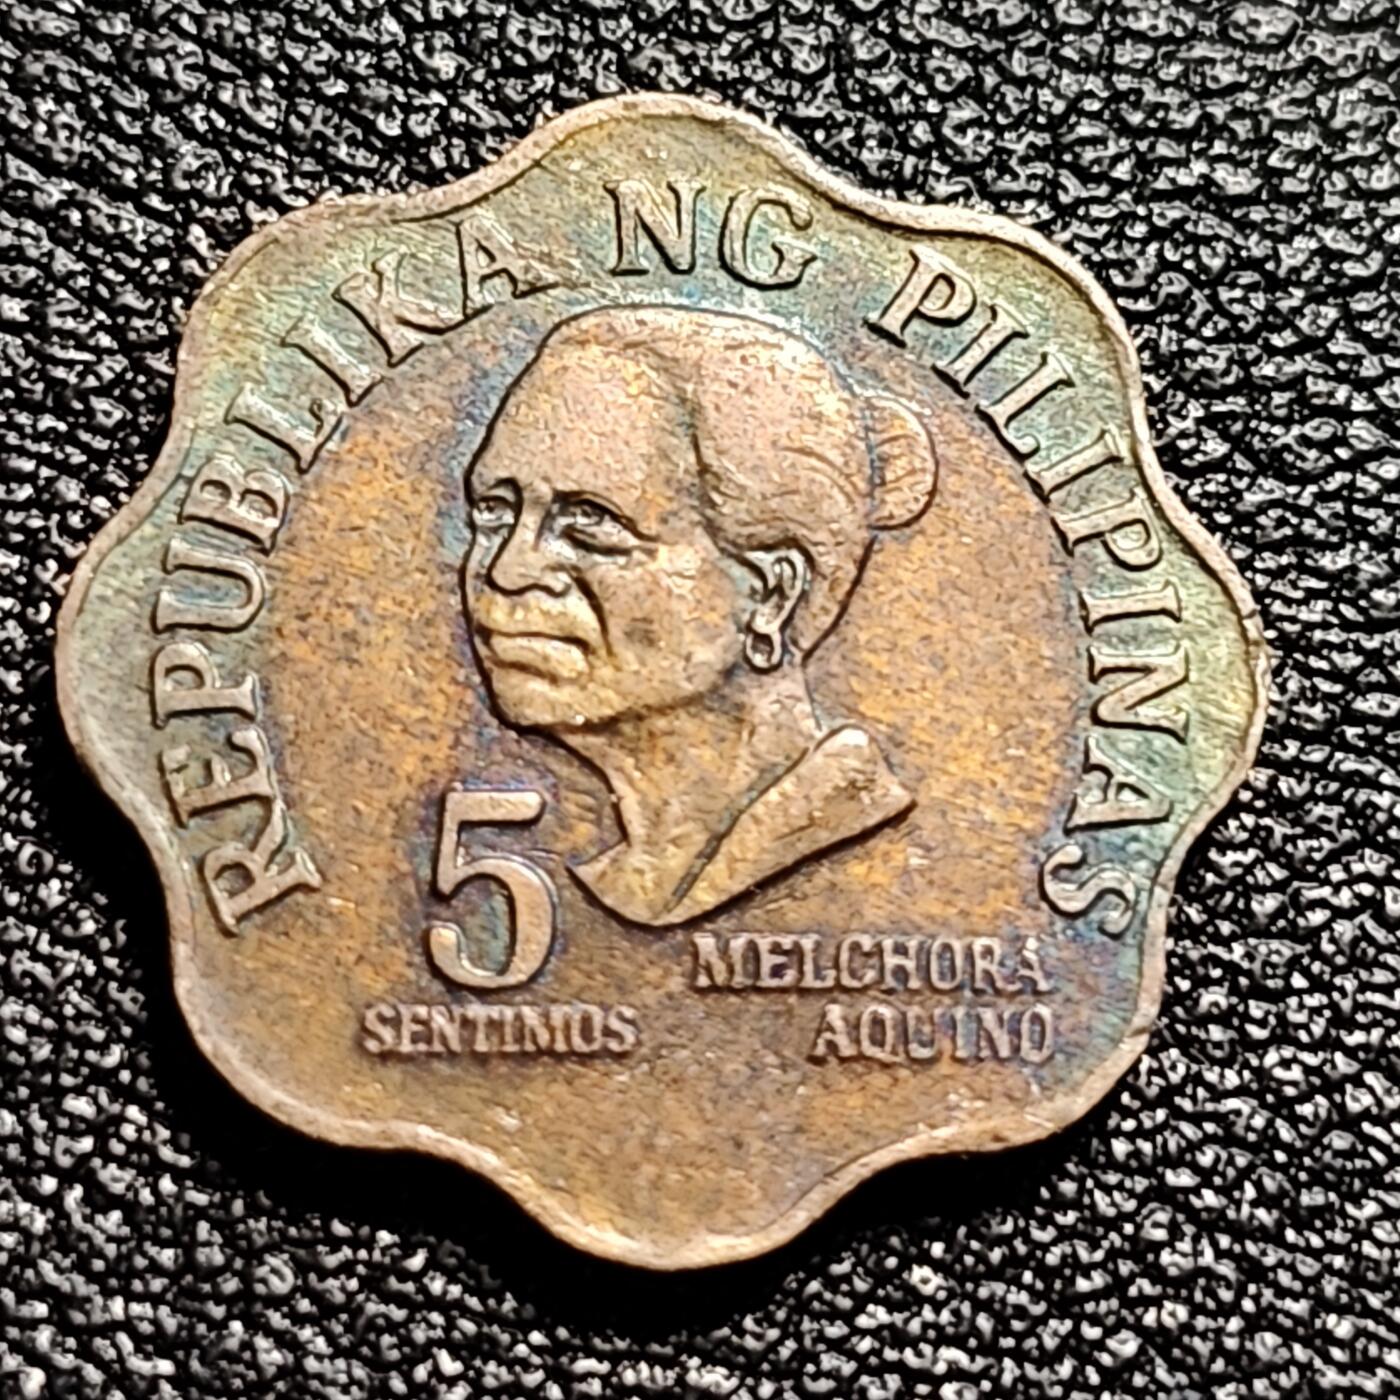 REPUBLIKA NG PILIPINAS
5
SENTIMOS
MELCHORA
AQUINO